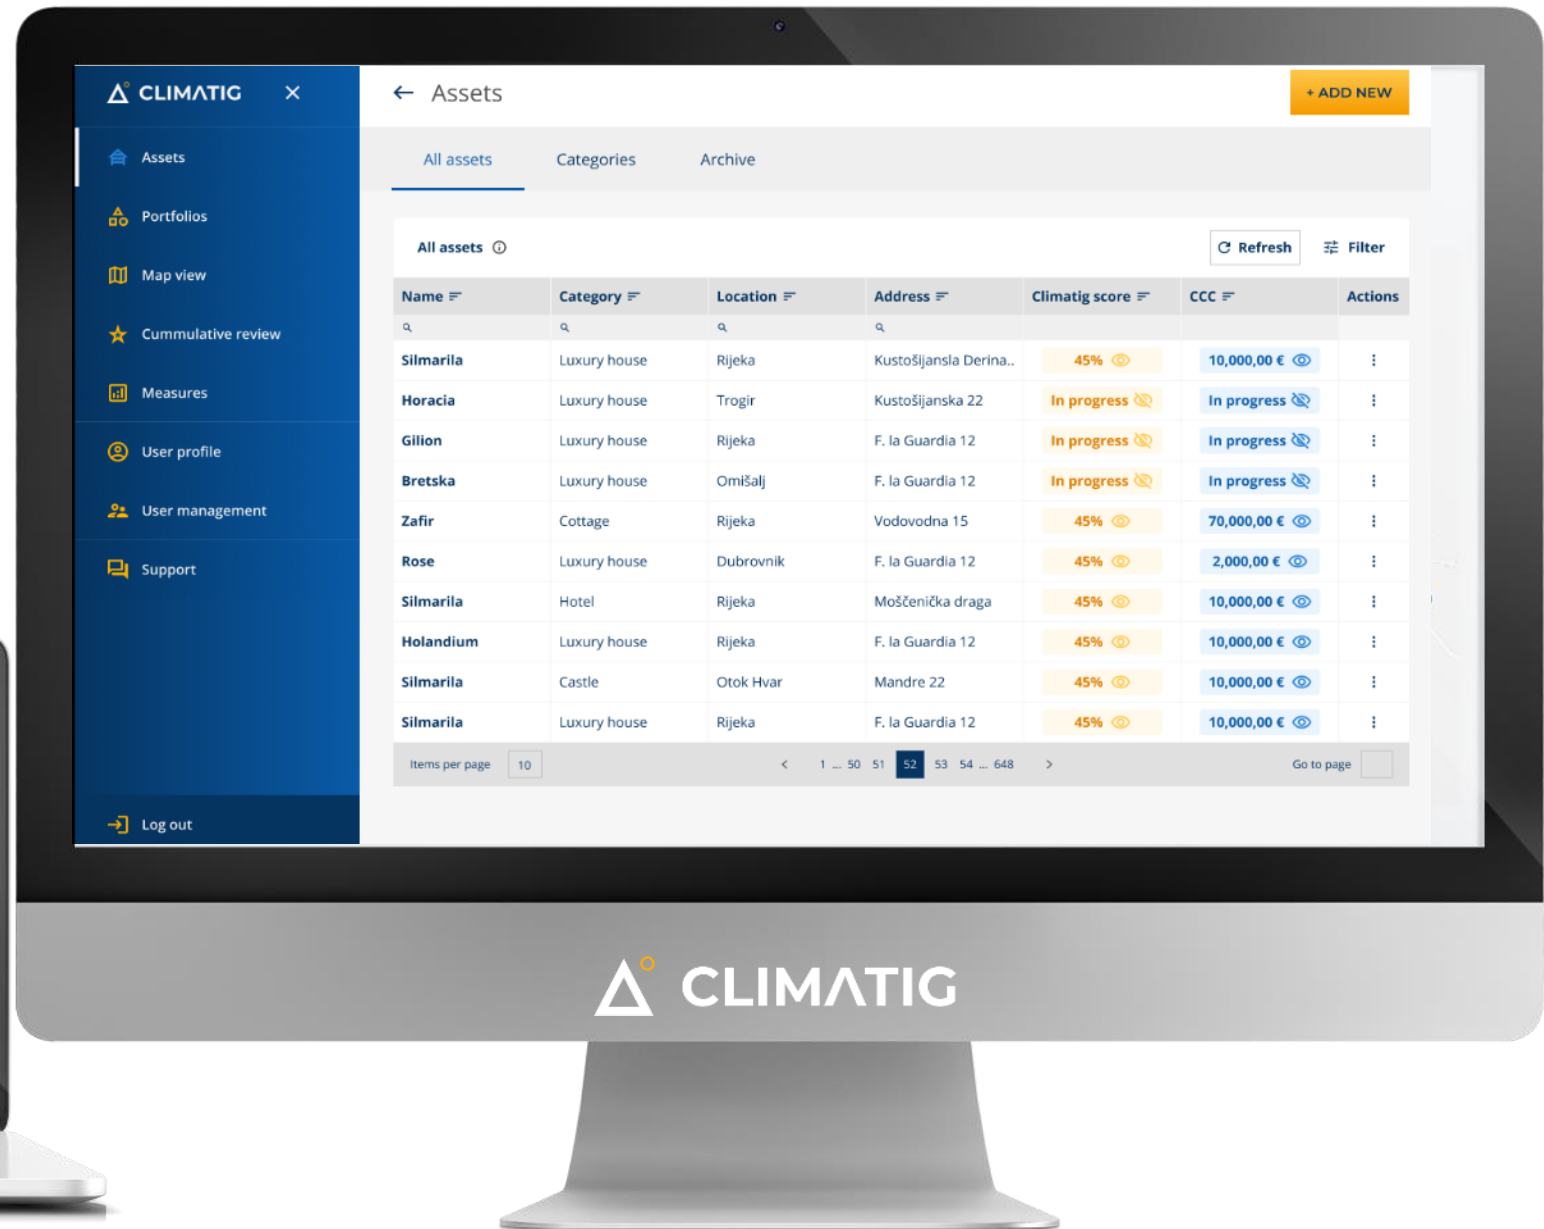 CLIMATIG
Assets
+ ADD NEW
Assets
Portfolios
Map view
Cummulative review
Measures
User profile
User management
Support
Log out
All assets Categories Archive
All assets Refresh Filter
Name Category Location Address Climatig score CCC Actions
Silmarila Luxury house Rijeka Kustošijansla Derina.. 45% 10,000,00 €
Horacia Luxury house Trogir Kustošijanska 22 In progress In progress
Gilion Luxury house Rijeka F. la Guardia 12 In progress In progress
Bretska Luxury house Omišalj F. la Guardia 12 In progress In progress
Zafir Cottage Rijeka Vodovodna 15 45% 70,000,00 €
Rose Luxury house Dubrovnik F. la Guardia 12 45% 2,000,00 €
Silmarila Hotel Rijeka Moščenička draga 45% 10,000,00 €
Holandium Luxury house Rijeka F. la Guardia 12 45% 10,000,00 €
Silmarila Castle Otok Hvar Mandre 22 45% 10,000,00 €
Silmarila Luxury house Rijeka F. la Guardia 12 45% 10,000,00 €
Items per page 10 < 1 ... 50 51 52 53 54 ... 648 > Go to page
CLIMATIG